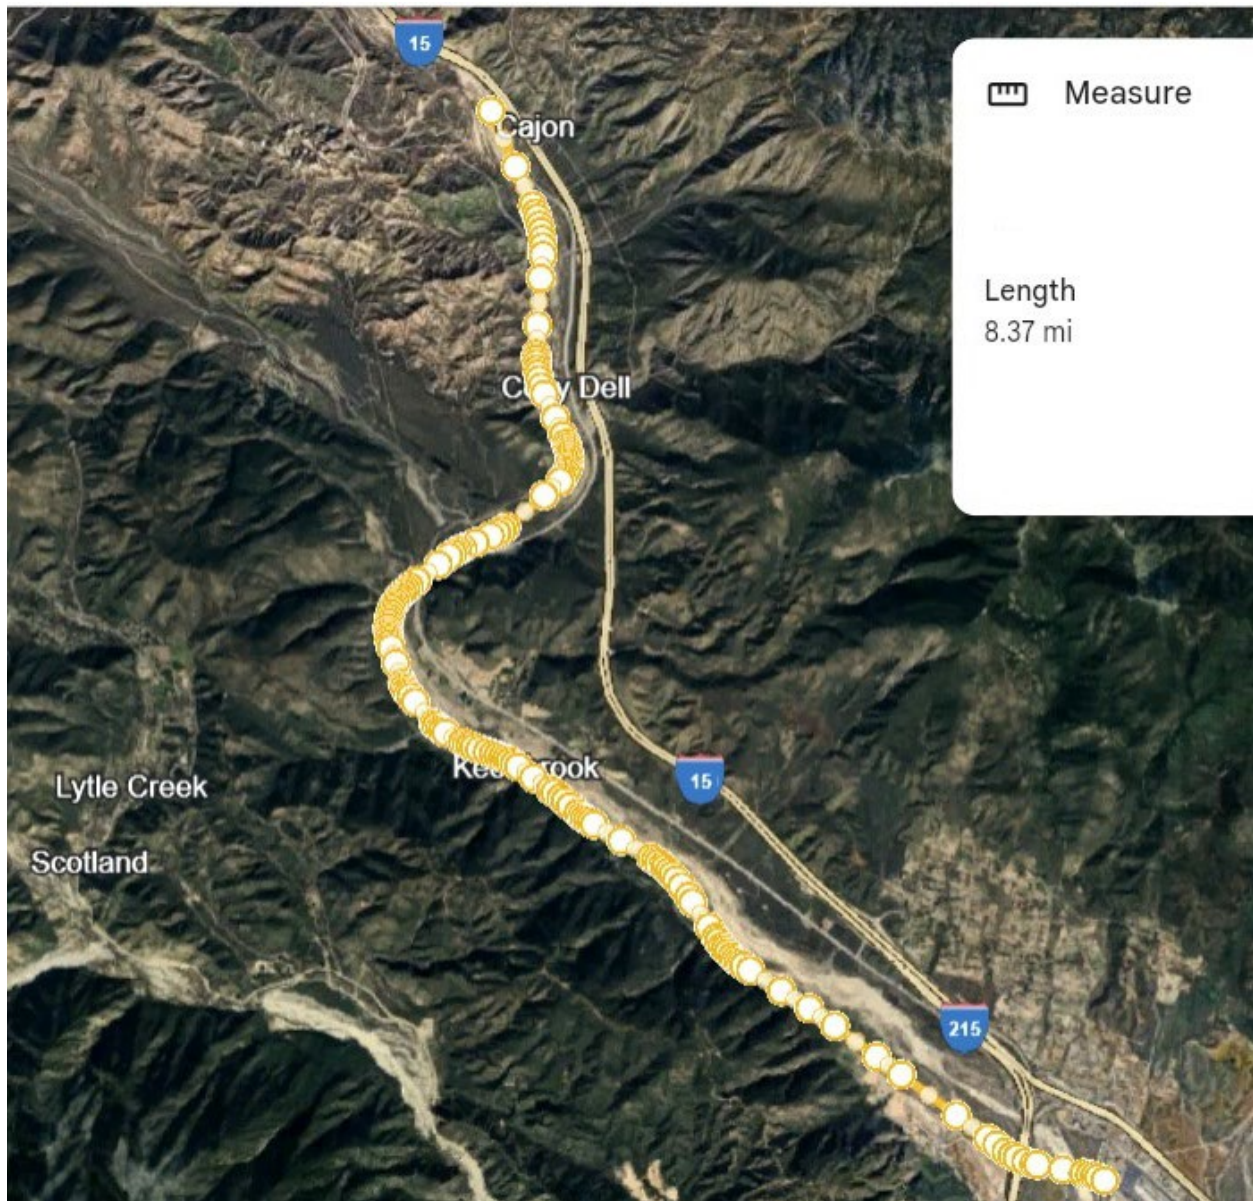 15
Cajon
Measure
Length
8.37 mi
Dell
15
Lytle Creek
Scotland
215